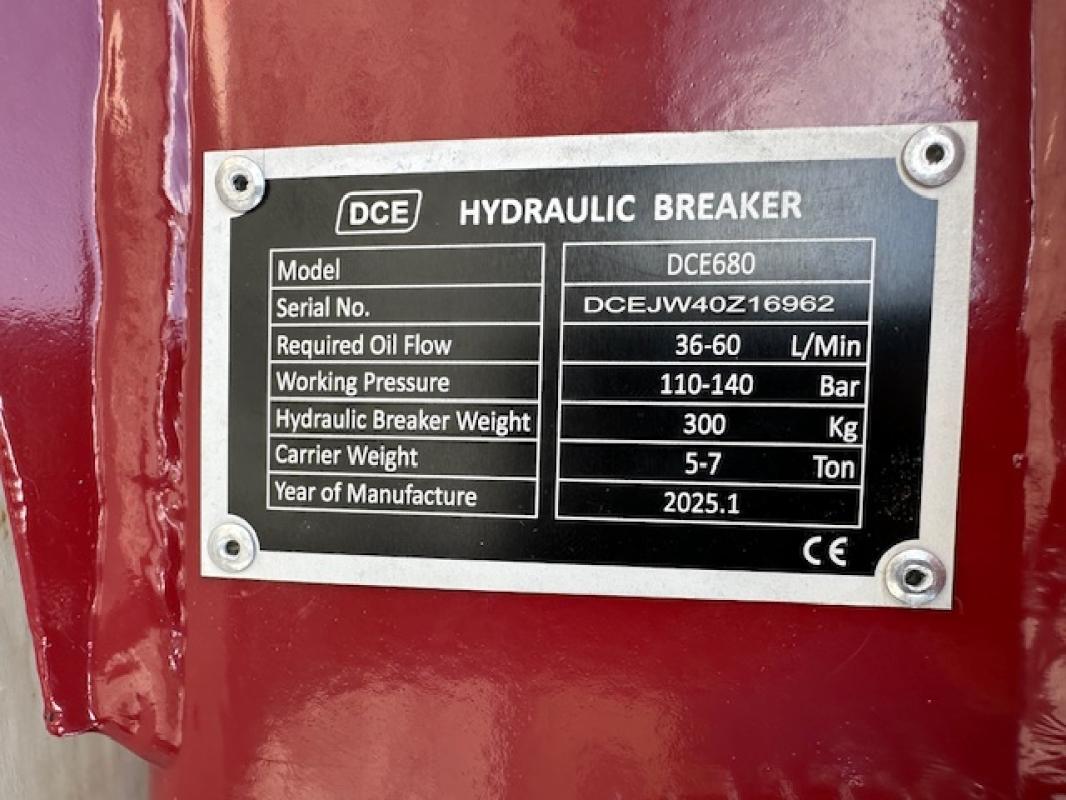 DCE HYDRAULIC BREAKER
Model DCE680
Serial No. DCEJW40Z16962
Required Oil Flow 36-60 L/Min
Working Pressure 110-140 Bar
Hydraulic Breaker Weight 300 Kg
Carrier Weight 5-7 Ton
Year of Manufacture 2025.1
CE